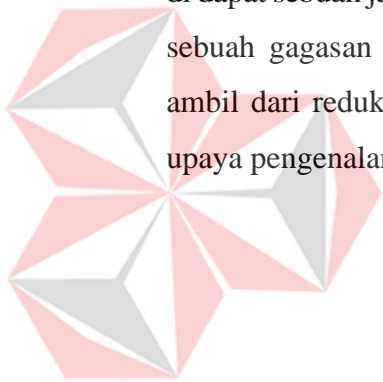 di dapat sebuah ja
sebuah gagasan
ambil dari reduk
upaya pengenalan